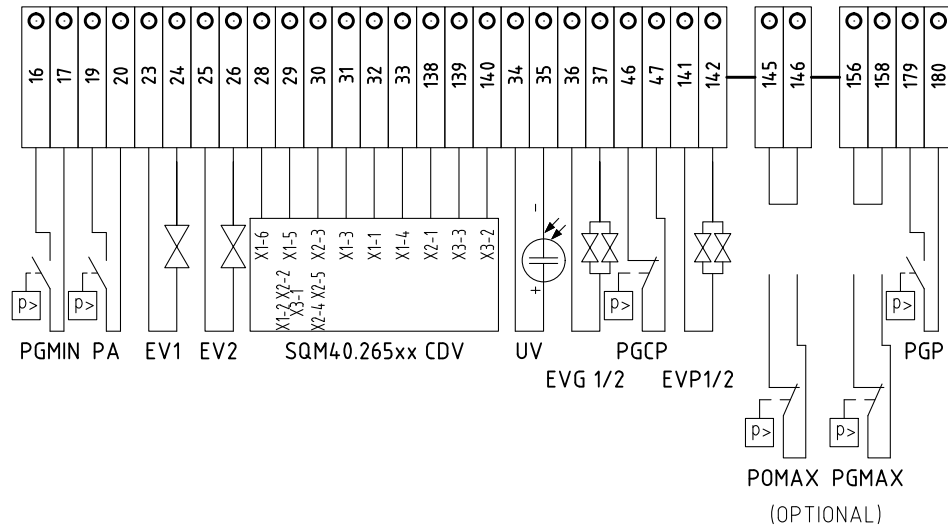 16 17 19 20 23 24 25 26 28 29 30 31 32 33 138 139 140 34 35 36 37 46 47 141 142 145 146 156 158 179 180
X1-6 X1-5 X2-3 X1-3 X1-1 X1-4 X2-1 X3-3 X3-2
X1-2 X2-2 X2-4 X2-5
X3-1
-
+
p> p> p> p>
PGMIN PA EV1 EV2 SQM40.265xx CDV UV PGCP PGP
EVG 1/2 EVP1/2
p> p>
POMAX PGMAX
(OPTIONAL)